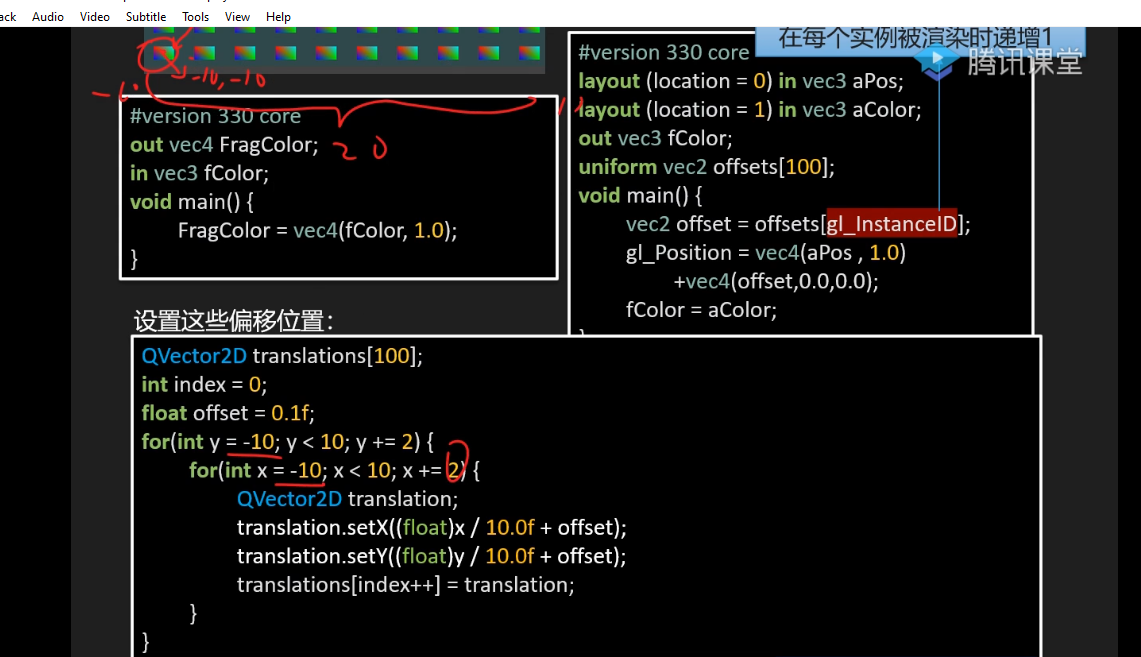 ack Audio Video Subtitle Tools View Help
在每个实例被渲染时递增1
腾讯课堂
-10,-10
20
#version 330 core
out vec4 FragColor;
in vec3 fColor;
void main() {
FragColor = vec4(fColor, 1.0);
}
#version 330 core
layout (location = 0) in vec3 aPos;
layout (location = 1) in vec3 aColor;
out vec3 fColor;
uniform vec2 offsets[100];
void main() {
vec2 offset = offsets[gl_InstanceID];
gl_Position = vec4(aPos , 1.0)
+vec4(offset,0.0,0.0);
fColor = aColor;
设置这些偏移位置：
QVector2D translations[100];
int index = 0;
float offset = 0.1f;
for(int y = -10; y < 10; y += 2) {
for(int x = -10; x < 10; x += 2) {
QVector2D translation;
translation.setX((float)x / 10.0f + offset);
translation.setY((float)y / 10.0f + offset);
translations[index++] = translation;
}
}